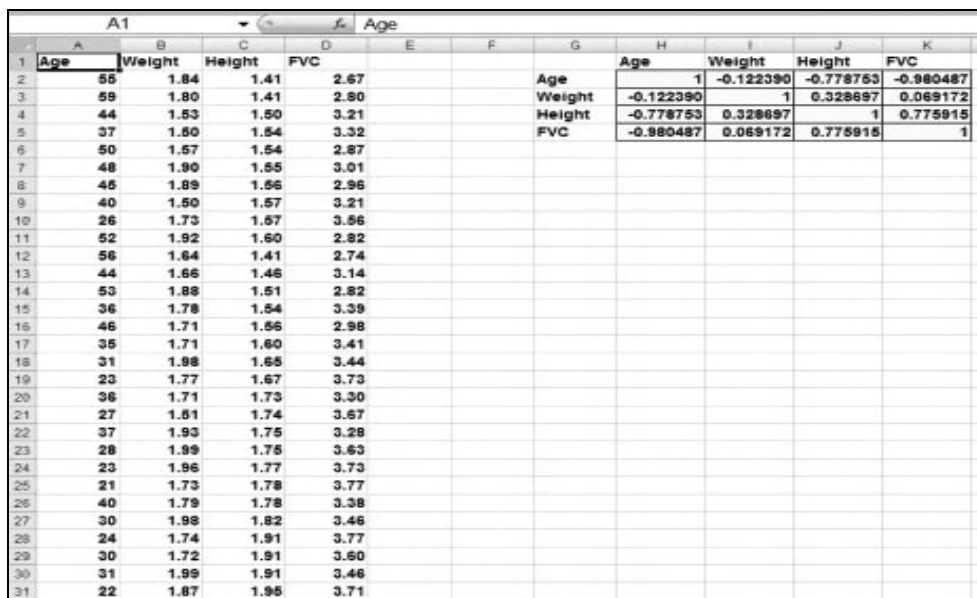 A1 fx Age
A B C D E F G H I J K
1 Age Weight Height FVC Age Weight Height FVC
2 55 1.84 1.41 2.67 Age 1 -0.122390 -0.778753 -0.980487
3 59 1.80 1.41 2.80 Weight -0.122390 1 0.328697 0.069172
4 44 1.53 1.50 3.21 Height -0.778753 0.328697 1 0.775915
5 37 1.50 1.54 3.32 FVC -0.980487 0.069172 0.775915 1
6 50 1.57 1.54 2.87
7 48 1.90 1.55 3.01
8 45 1.89 1.56 2.96
9 40 1.50 1.57 3.21
10 26 1.73 1.57 3.56
11 52 1.92 1.60 2.82
12 56 1.64 1.41 2.74
13 44 1.66 1.46 3.14
14 53 1.88 1.51 2.82
15 36 1.78 1.54 3.39
16 46 1.71 1.56 2.98
17 35 1.71 1.60 3.41
18 31 1.98 1.65 3.44
19 23 1.77 1.67 3.73
20 36 1.71 1.73 3.30
21 27 1.51 1.74 3.67
22 37 1.93 1.75 3.28
23 28 1.99 1.75 3.63
24 23 1.96 1.77 3.73
25 21 1.73 1.78 3.77
26 40 1.79 1.78 3.38
27 30 1.98 1.82 3.46
28 24 1.74 1.91 3.77
29 30 1.72 1.91 3.60
30 31 1.99 1.91 3.46
31 22 1.87 1.95 3.71